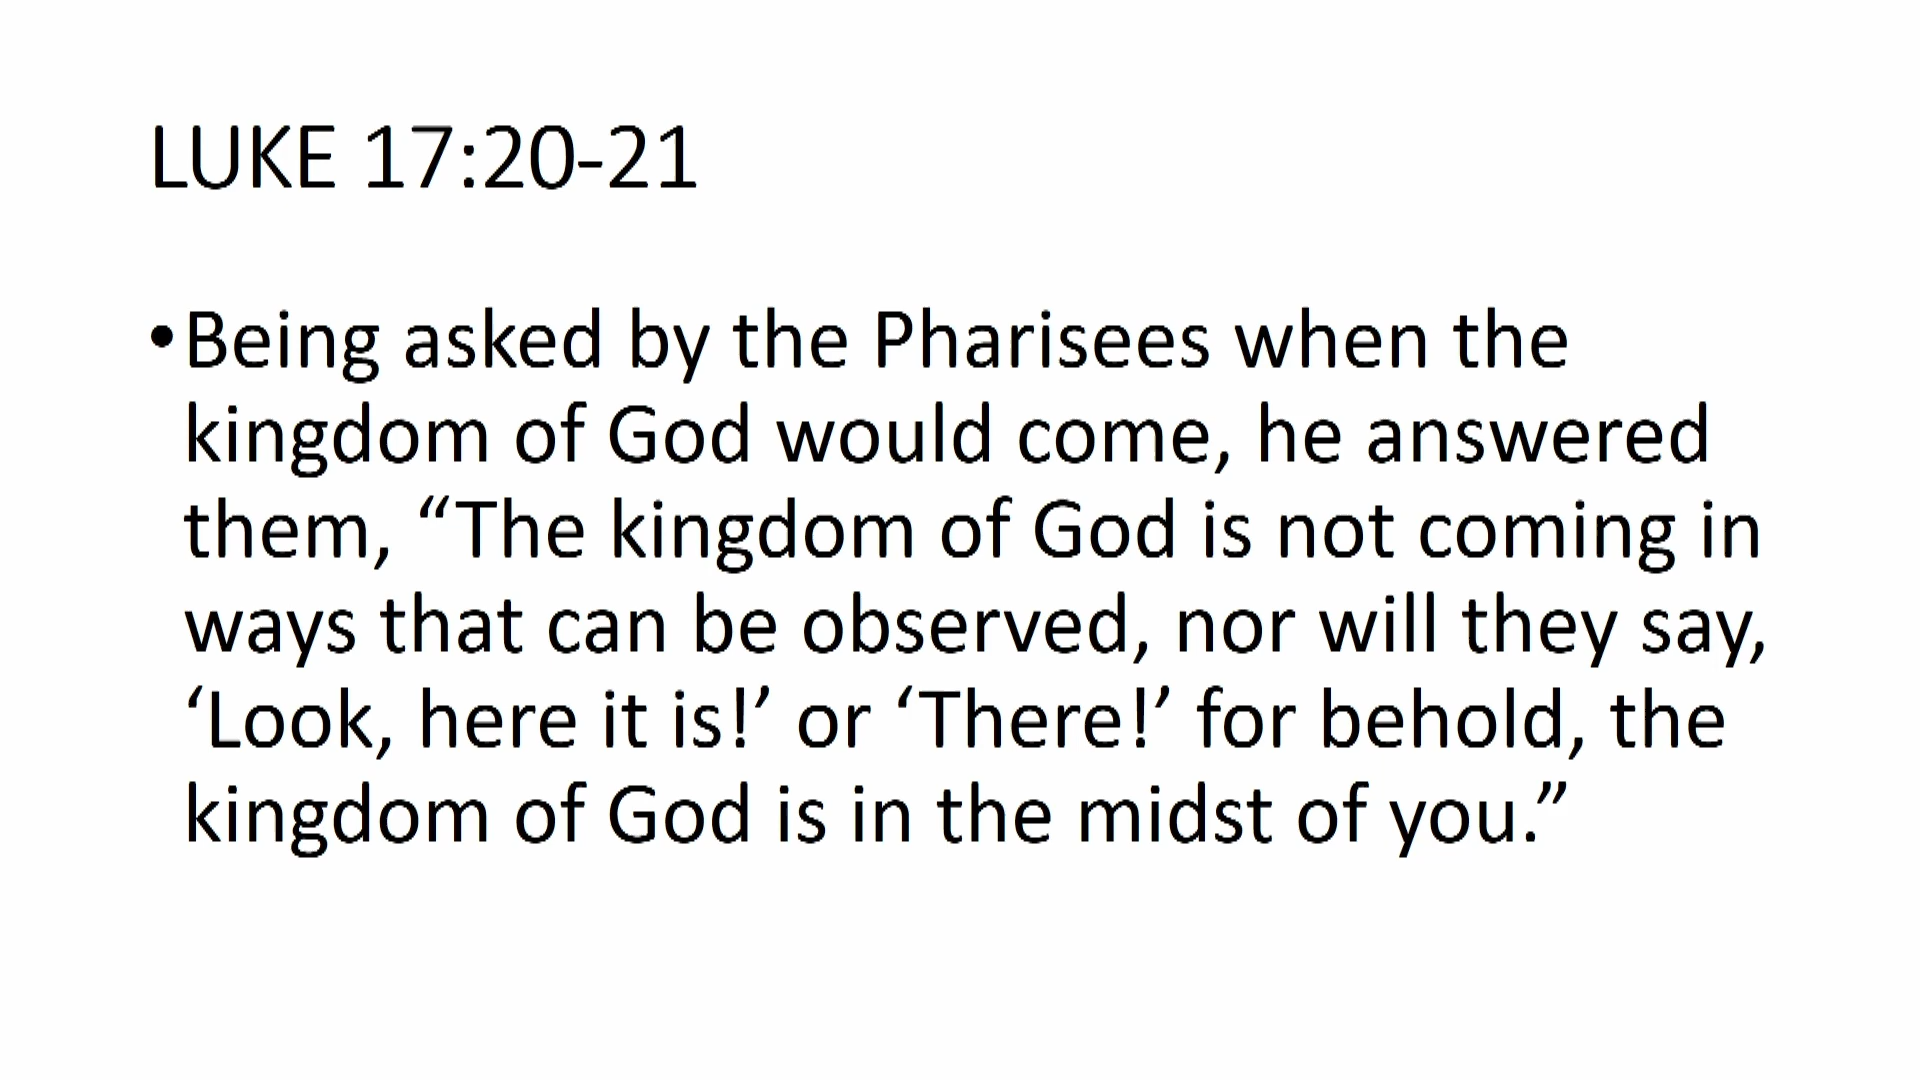 LUKE 17:20-21
•Being asked by the Pharisees when the
kingdom of God would come, he answered
them, “The kingdom of God is not coming in
ways that can be observed, nor will they say,
‘Look, here it is!’ or ‘There!’ for behold, the
kingdom of God is in the midst of you.”